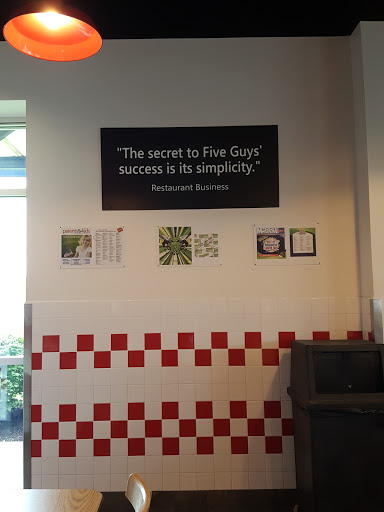 "The secret to Five Guys'
success is its simplicity."
Restaurant Business